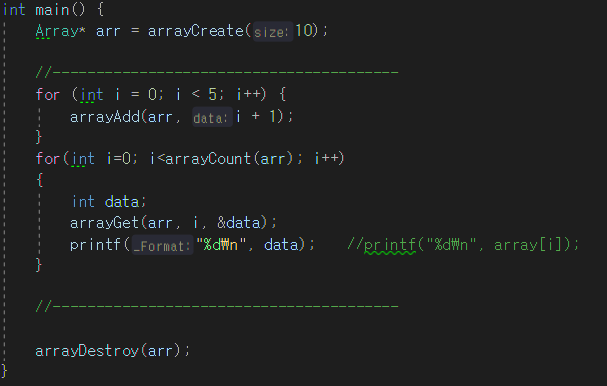 int main() {
    Array* arr = arrayCreate(size: 10);
    //----------------------------------------
    for (int i = 0; i < 5; i++) {
        arrayAdd(arr, data: i + 1);
    }
    for(int i=0; i<arrayCount(arr); i++)
    {
        int data;
        arrayGet(arr, i, &data);
        printf(_Format: "%d₩n", data);    //printf("%d₩n", array[i]);
    }
    //----------------------------------------
    arrayDestroy(arr);
}